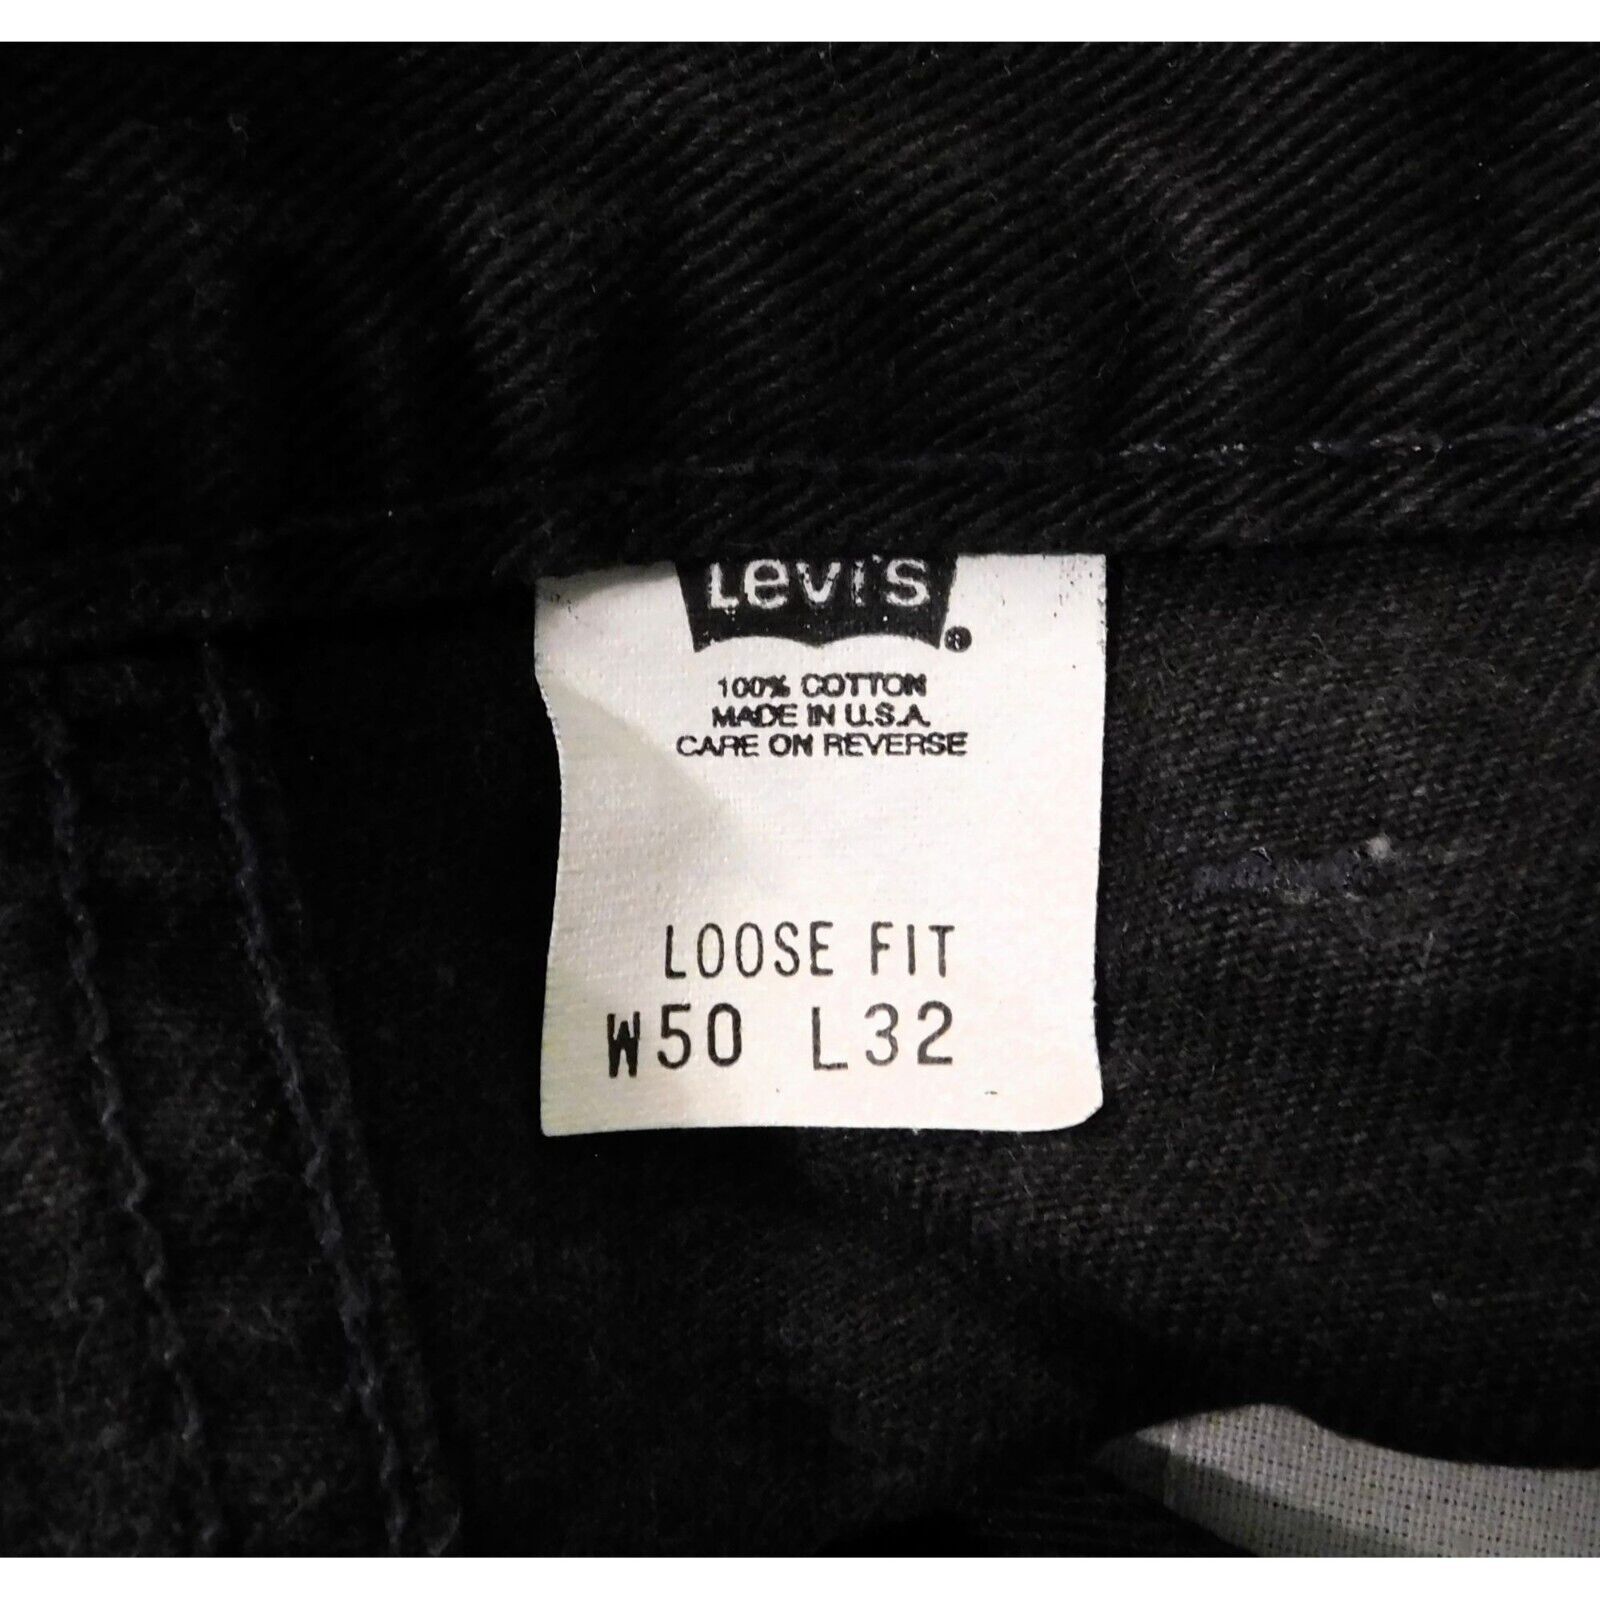 Levi's ®
100% COTTON
MADE IN U.S.A.
CARE ON REVERSE
LOOSE FIT
W50 L32